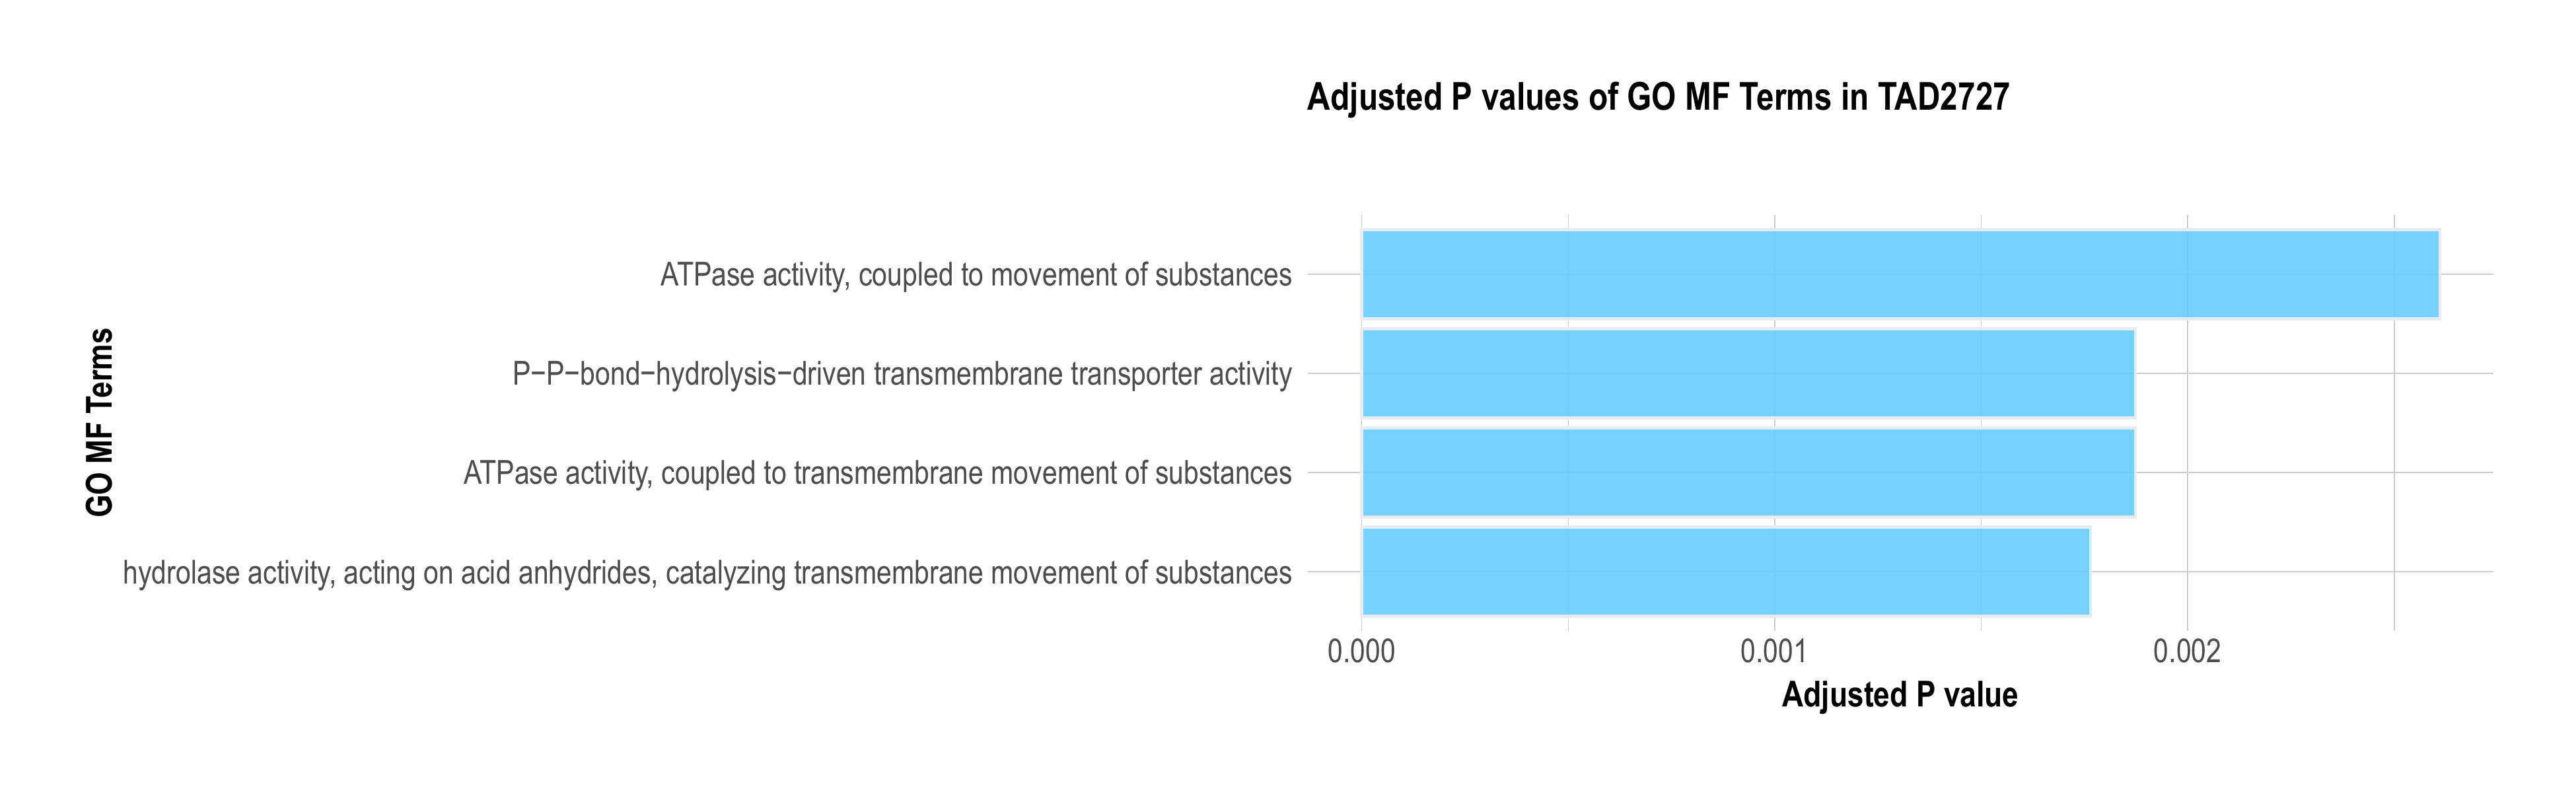 Adjusted P values of GO MF Terms in TAD2727
GO MF Terms
ATPase activity, coupled to movement of substances
P−P−bond−hydrolysis−driven transmembrane transporter activity
ATPase activity, coupled to transmembrane movement of substances
hydrolase activity, acting on acid anhydrides, catalyzing transmembrane movement of substances
0.000 0.001 0.002
Adjusted P value